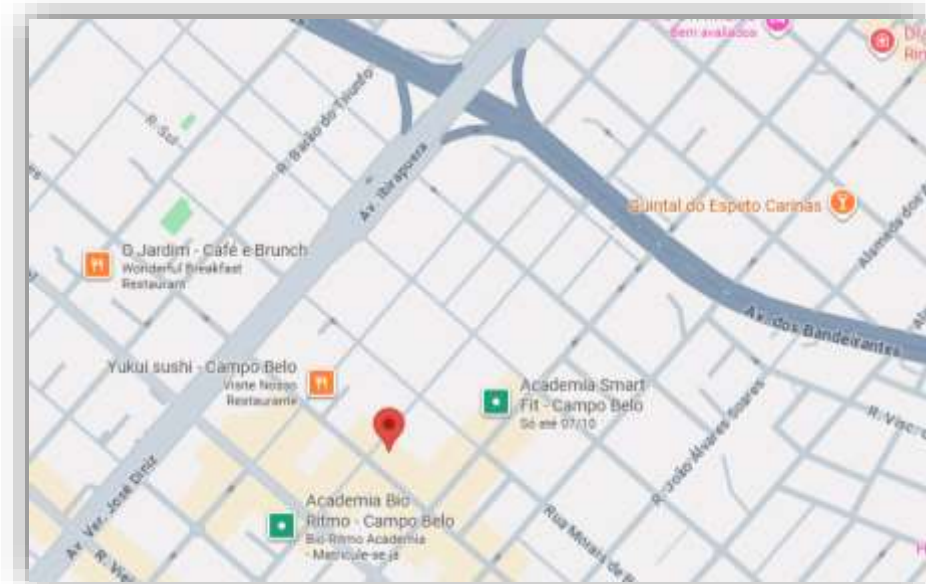 Bem avaliados
R. Sol
R. Barão do Triunfo
Av. Ibirapuera
Quintal do Espeto Carinás
Alameda dos
O Jardim - Café e Brunch
Wonderful Breakfast
Restaurant
Av. dos Bandeirantes
Yukui sushi - Campo Belo
Visite Nosso
Restaurante
Academia Smart
Fit - Campo Belo
Só até 07/10
R. João Álvares Soares
Academia Bio
Ritmo - Campo Belo
Bio Ritmo Academia
- Matricule-se já
Av. Ver. José Diniz
Rua Morais de